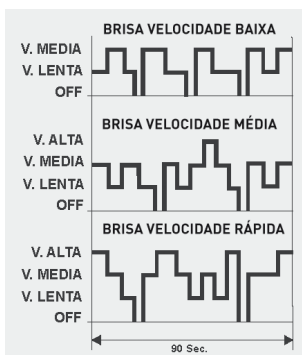 BRISA VELOCIDADE BAIXA
V. MEDIA
V. LENTA
OFF
BRISA VELOCIDADE MÉDIA
V. ALTA
V. MEDIA
V. LENTA
OFF
BRISA VELOCIDADE RÁPIDA
V. ALTA
V. MEDIA
V. LENTA
OFF
90 Sec.